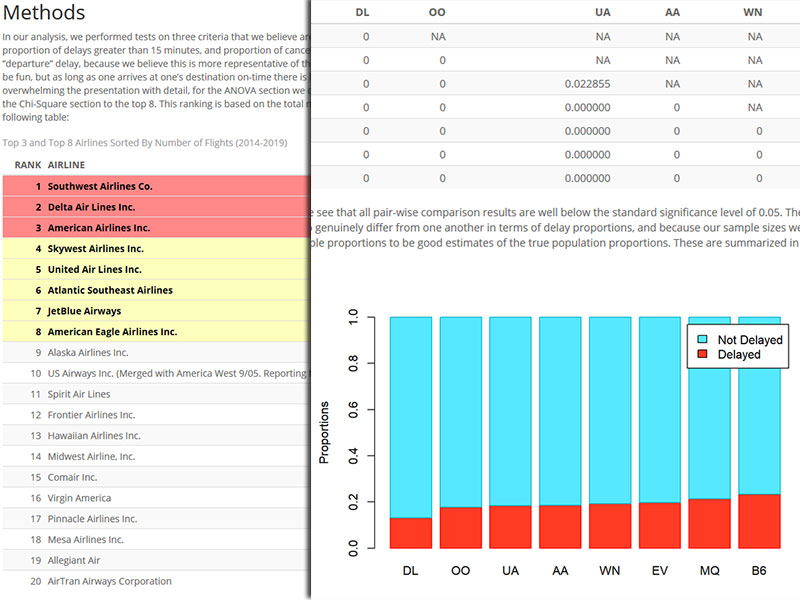 Methods
In our analysis, we performed tests on three criteria that we believe are
proportion of delays greater than 15 minutes, and proportion of cance
“departure” delay, because we believe this is more representative of th
be fun, but as long as one arrives at one’s destination on-time there is
overwhelming the presentation with detail, for the ANOVA section we
the Chi-Square section to the top 8. This ranking is based on the total
following table:
Top 3 and Top 8 Airlines Sorted By Number of Flights (2014-2019)
RANK AIRLINE
1 Southwest Airlines Co.
2 Delta Air Lines Inc.
3 American Airlines Inc.
4 Skywest Airlines Inc.
5 United Air Lines Inc.
6 Atlantic Southeast Airlines
7 JetBlue Airways
8 American Eagle Airlines Inc.
9 Alaska Airlines Inc.
10 US Airways Inc. (Merged with America West 9/05. Reporting
11 Spirit Air Lines
12 Frontier Airlines Inc.
13 Hawaiian Airlines Inc.
14 Midwest Airline, Inc.
15 Comair Inc.
16 Virgin America
17 Pinnacle Airlines Inc.
18 Mesa Airlines Inc.
19 Allegiant Air
20 AirTran Airways Corporation
DL OO UA AA WN
0 NA NA NA NA
0 0 NA NA NA
0 0 0.022855 NA NA
0 0 0.000000 0 NA
0 0 0.000000 0 0
0 0 0.000000 0 0
0 0 0.000000 0 0
see that all pair-wise comparison results are well below the standard significance level of 0.05. The
genuinely differ from one another in terms of delay proportions, and because our sample sizes we
ple proportions to be good estimates of the true population proportions. These are summarized in
Not Delayed
Delayed
Proportions
1.0
0.8
0.6
0.4
0.2
0.0
DL OO UA AA WN EV MQ B6